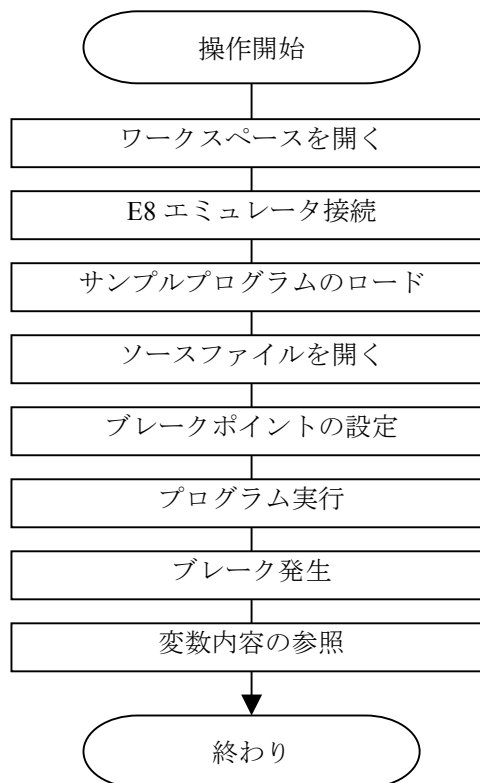 操作開始
ワークスペースを開く
E8 エミュレータ接続
サンプルプログラムのロード
ソースファイルを開く
ブレークポイントの設定
プログラム実行
ブレーク発生
変数内容の参照
終わり